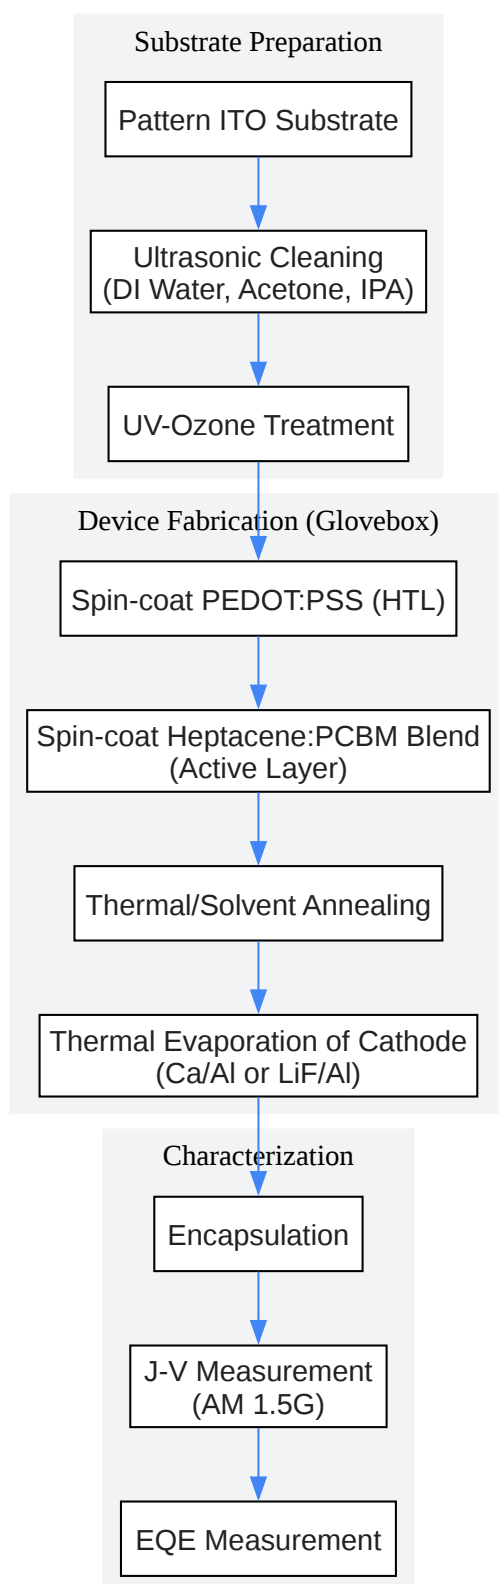 Substrate Preparation
Pattern ITO Substrate
Ultrasonic Cleaning
(DI Water, Acetone, IPA)
UV-Ozone Treatment
Device Fabrication (Glovebox)
Spin-coat PEDOT:PSS (HTL)
Spin-coat Heptacene:PCBM Blend
(Active Layer)
Thermal/Solvent Annealing
Thermal Evaporation of Cathode
(Ca/Al or LiF/Al)
Characterization
Encapsulation
J-V Measurement
(AM 1.5G)
EQE Measurement